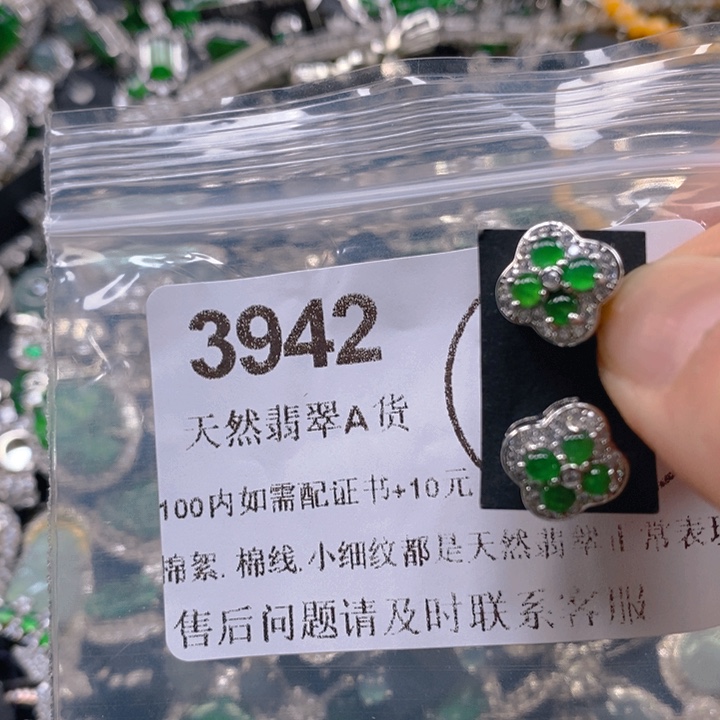 3942
天然翡翠A货
100内如需配证书+10元
棉絮.棉线.小细纹都是天然翡翠正常表现
售后问题请及时联系客服